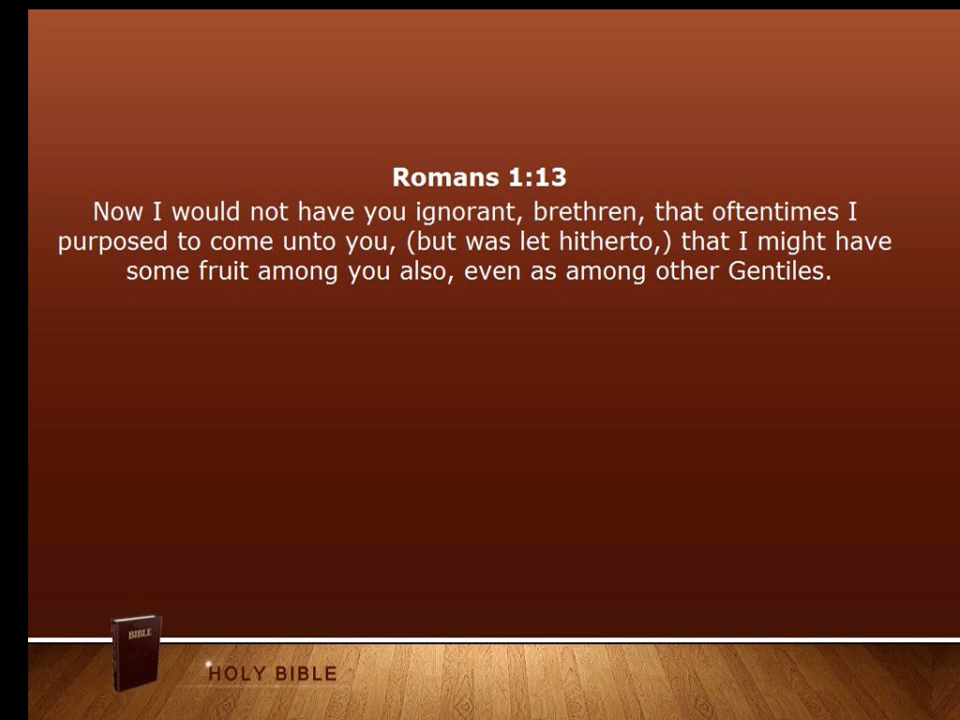 Romans 1:13
Now I would not have you ignorant, brethren, that oftentimes I
purposed to come unto you, (but was let hitherto,) that I might have
some fruit among you also, even as among other Gentiles.
BIBLE
HOLY BIBLE